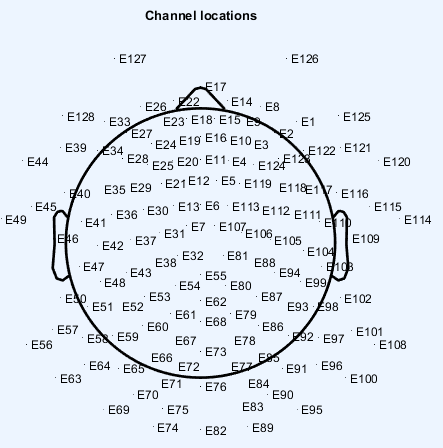 Channel locations
E127 E126
E17
E26 E22 E14 E8
E128 E33 E23 E18 E15 E9 E1 E125
E27 E2
E39 E34 E24 E19 E16 E10 E3 E122 E121
E44 E28 E25 E20 E11 E4 E124 E123 E120
E40 E35 E29 E21 E12 E5 E119 E118 E117 E116
E49 E45 E41 E36 E30 E13 E6 E113 E112 E111 E110 E115 E114
E46 E42 E37 E31 E7 E107 E106 E105 E104 E109
E47 E43 E38 E32 E81 E88 E94 E103
E48 E54 E55 E80 E99
E50 E51 E52 E53 E61 E62 E79 E87 E93 E98 E102
E57 E58 E59 E60 E67 E68 E78 E86 E92 E97 E101
E56 E66 E73 E85 E108
E63 E64 E65 E72 E77 E91 E96 E100
E70 E71 E76 E84 E90
E69 E75 E83 E95
E74 E82 E89